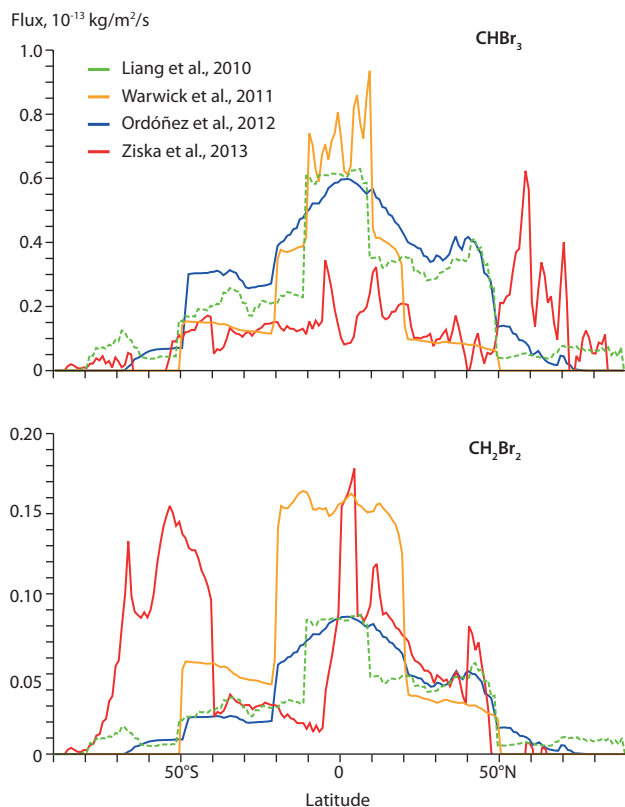 Flux, 10⁻¹³ kg/m²/s
CHBr₃
1.0
0.8
0.6
0.4
0.2
0
Liang et al., 2010
Warwick et al., 2011
Ordóñez et al., 2012
Ziska et al., 2013
CH₂Br₂
0.20
0.15
0.10
0.05
0
50°S 0 50°N
Latitude